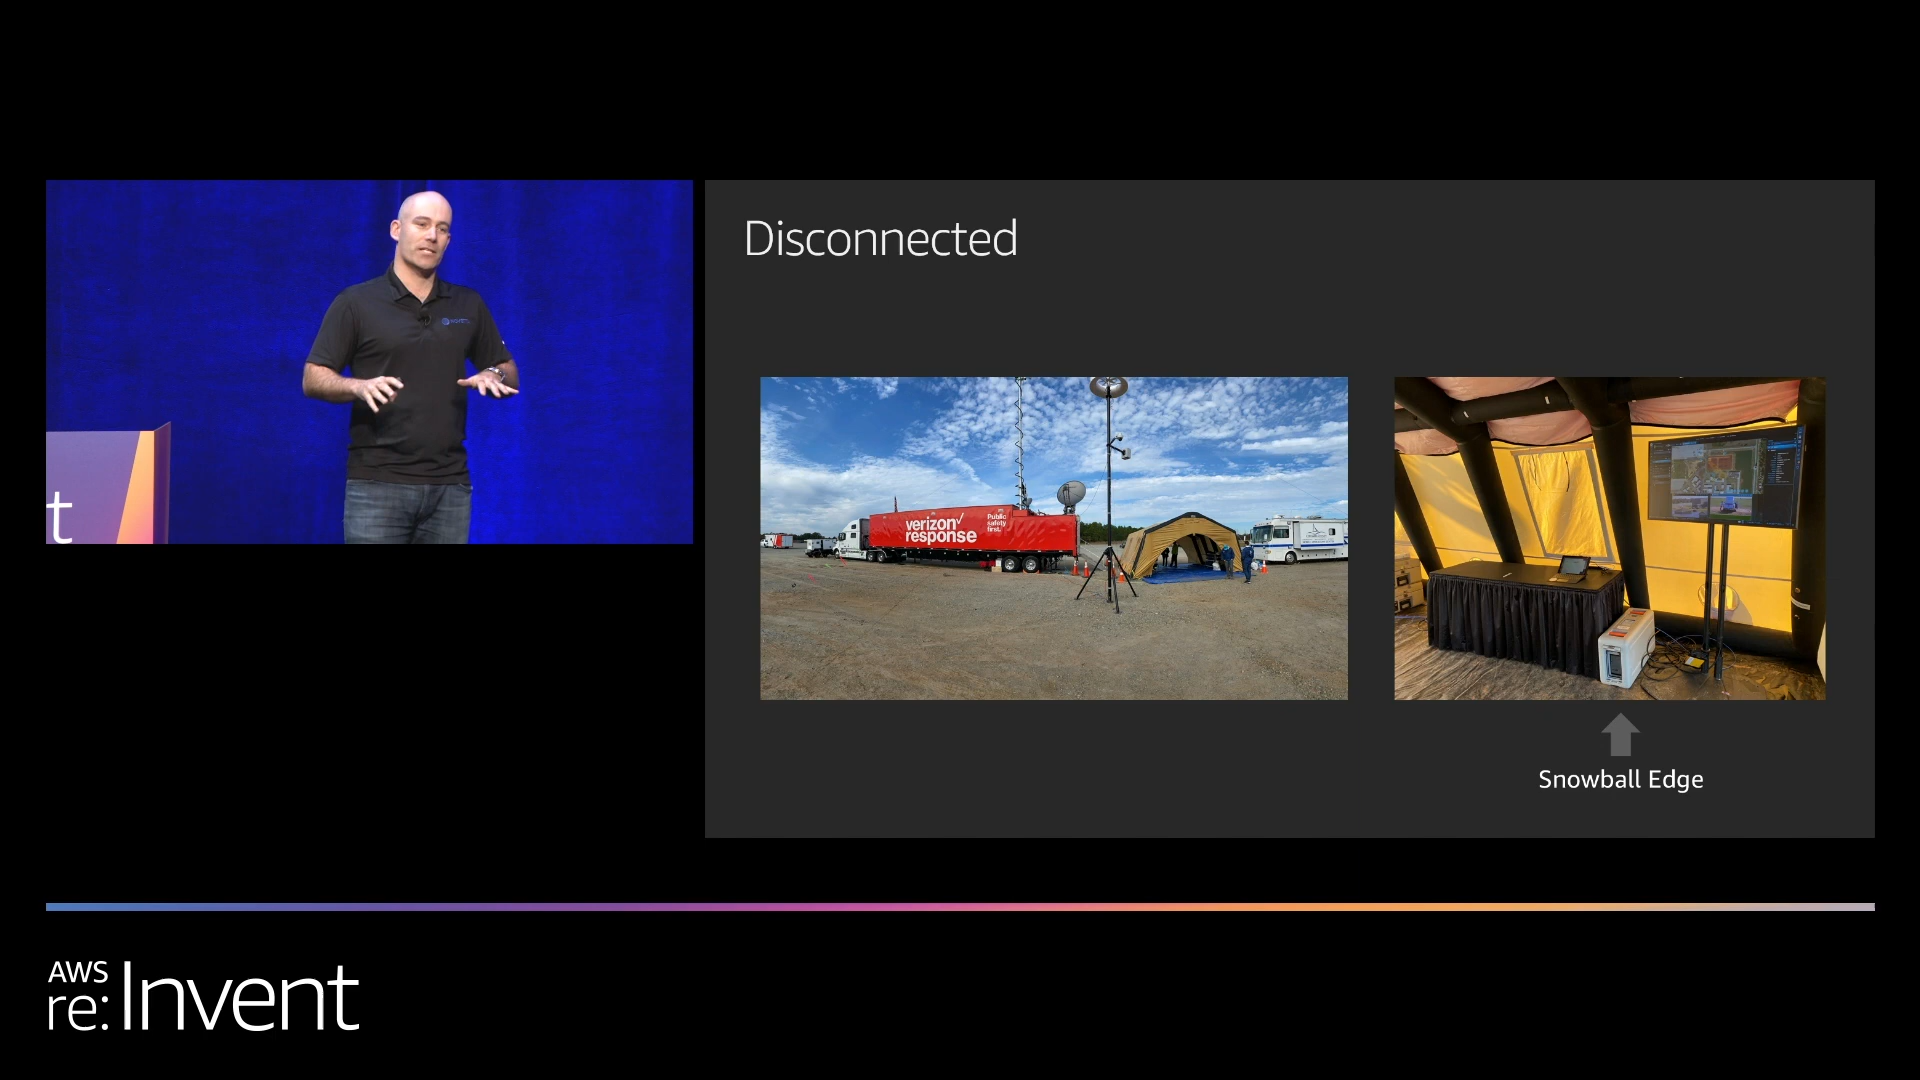 t
Disconnected
verizon✓
response
Public
safety
first.
Snowball Edge
AWS
re:Invent